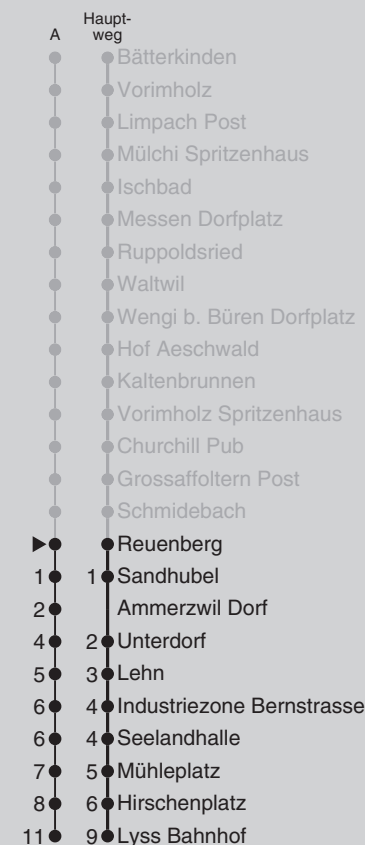 Haupt-
A weg
Bätterkinden
Vorimholz
Limpach Post
Mülchi Spritzenhaus
Ischbad
Messen Dorfplatz
Ruppoldsried
Waltwil
Wengi b. Büren Dorfplatz
Hof Aeschwald
Kaltenbrunnen
Vorimholz Spritzenhaus
Churchill Pub
Grossaffoltern Post
Schmidebach
Reuenberg
1 1 Sandhubel
2 Ammerzwil Dorf
4 2 Unterdorf
5 3 Lehn
6 4 Industriezone Bernstrasse
6 4 Seelandhalle
7 5 Mühleplatz
8 6 Hirschenplatz
11 9 Lyss Bahnhof